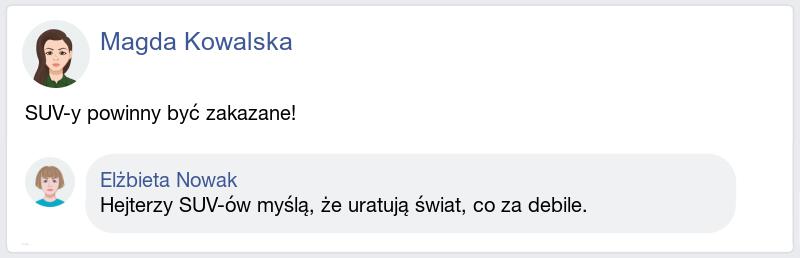 Magda Kowalska
SUV-y powinny być zakazane!
Elżbieta Nowak
Hejterzy SUV-ów myślą, że uratują świat, co za debile.